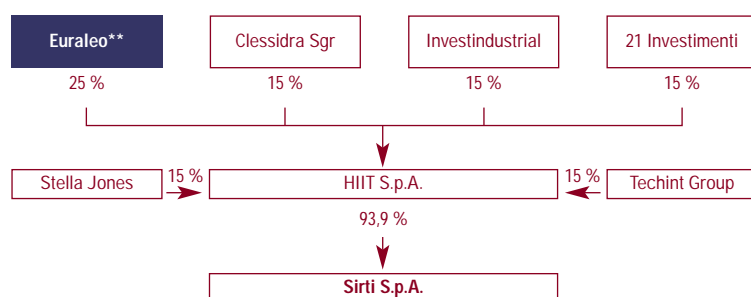 Euraleo** Clessidra Sgr Investindustrial 21 Investimenti
25 % 15 % 15 % 15 %
Stella Jones 15 % HIIT S.p.A. 15 % Techint Group
93,9 %
Sirti S.p.A.